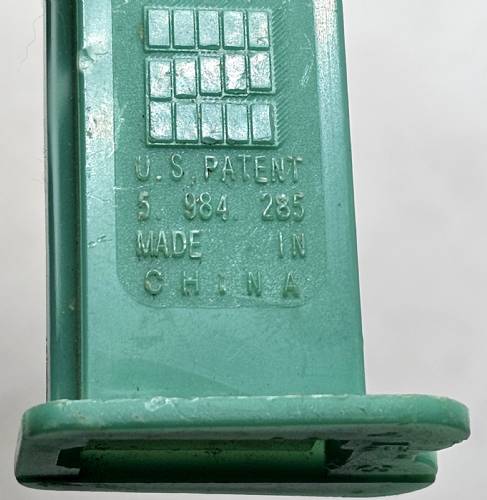 U.S. PATENT
5. 984. 285
MADE IN
CHINA